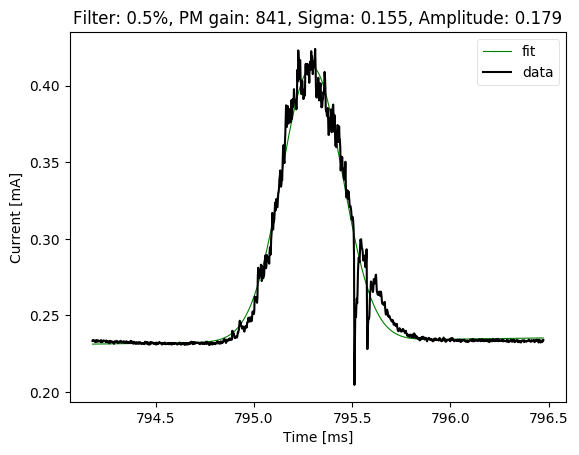 Filter: 0.5%, PM gain: 841, Sigma: 0.155, Amplitude: 0.179
fit
data
0.40
0.35
0.30
0.25
0.20
Current [mA]
794.5
795.0
795.5
796.0
796.5
Time [ms]